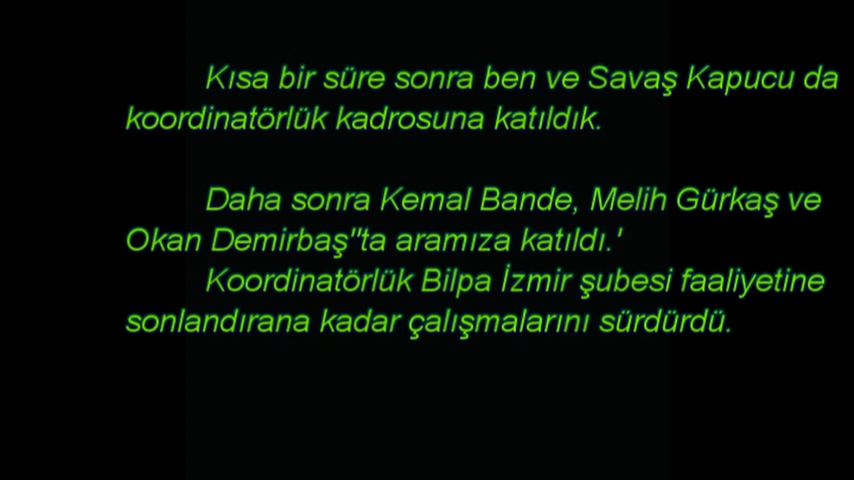 Kısa bir süre sonra ben ve Savaş Kapucu da
koordinatörlük kadrosuna katıldık.
Daha sonra Kemal Bande, Melih Gürkaş ve
Okan Demirbaş"ta aramıza katıldı.'
Koordinatörlük Bilpa İzmir şubesi faaliyetine
sonlandırana kadar çalışmalarını sürdürdü.